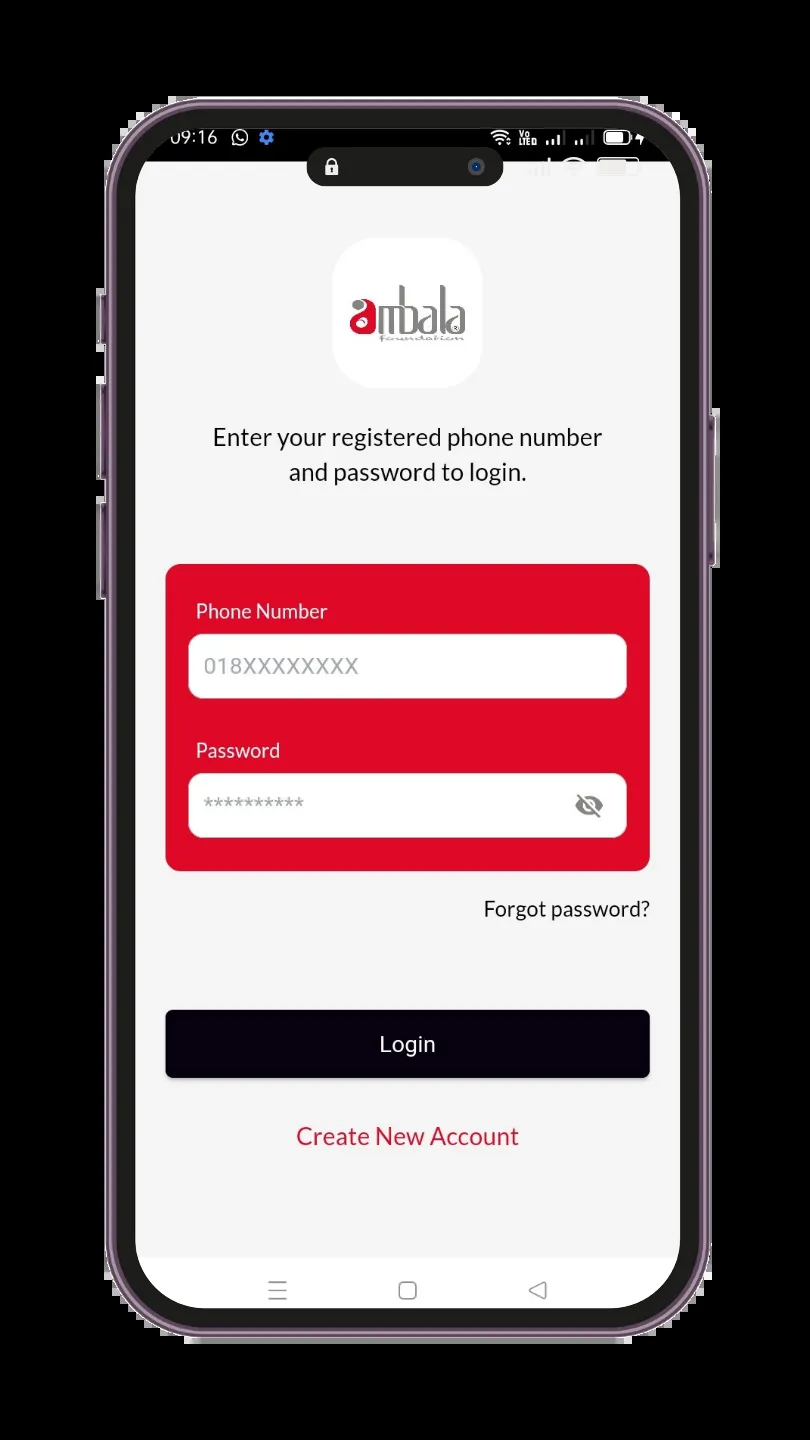 09:16
Vo
LTE
ambala
foundation
Enter your registered phone number
and password to login.
Phone Number
018XXXXXXXX
Password
**********
Forgot password?
Login
Create New Account